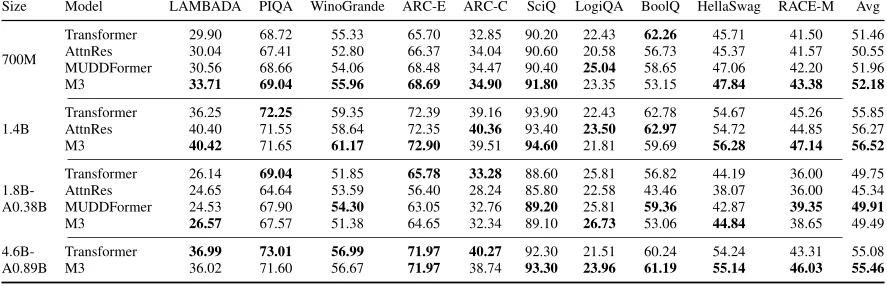 Size Model LAMBADA PIQA WinoGrande ARC-E ARC-C SciQ LogiQA BoolQ HellaSwag RACE-M Avg
Transformer 29.90 68.72 55.33 65.70 32.85 90.20 22.43 62.26 45.71 41.50 51.46
AttnRes 30.04 67.41 52.80 66.37 34.04 90.60 20.58 56.73 45.37 41.57 50.55
700M
MUDDFormer 30.56 68.66 54.06 68.48 34.47 90.40 25.04 58.65 47.06 42.20 51.96
M3 33.71 69.04 55.96 68.69 34.90 91.80 23.35 53.15 47.84 43.38 52.18
Transformer 36.25 72.25 59.35 72.39 39.16 93.90 22.43 62.78 54.67 45.26 55.85
1.4B AttnRes 40.40 71.55 58.64 72.35 40.36 93.40 23.50 62.97 54.72 44.85 56.27
M3 40.42 71.65 61.17 72.90 39.51 94.60 21.81 59.69 56.28 47.14 56.52
Transformer 26.14 69.04 51.85 65.78 33.28 88.60 25.81 56.82 44.19 36.00 49.75
1.8B- AttnRes 24.65 64.64 53.59 56.40 28.24 85.80 22.58 43.46 38.07 36.00 45.34
A0.38B MUDDFormer 24.53 67.90 54.30 63.05 32.76 89.20 25.81 59.36 42.87 39.35 49.91
M3 26.57 67.57 51.38 64.65 32.34 89.10 26.73 53.06 44.84 38.65 49.49
4.6B- Transformer 36.99 73.01 56.99 71.97 40.27 92.30 21.51 60.24 54.24 43.31 55.08
A0.89B M3 36.02 71.60 56.67 71.97 38.74 93.30 23.96 61.19 55.14 46.03 55.46